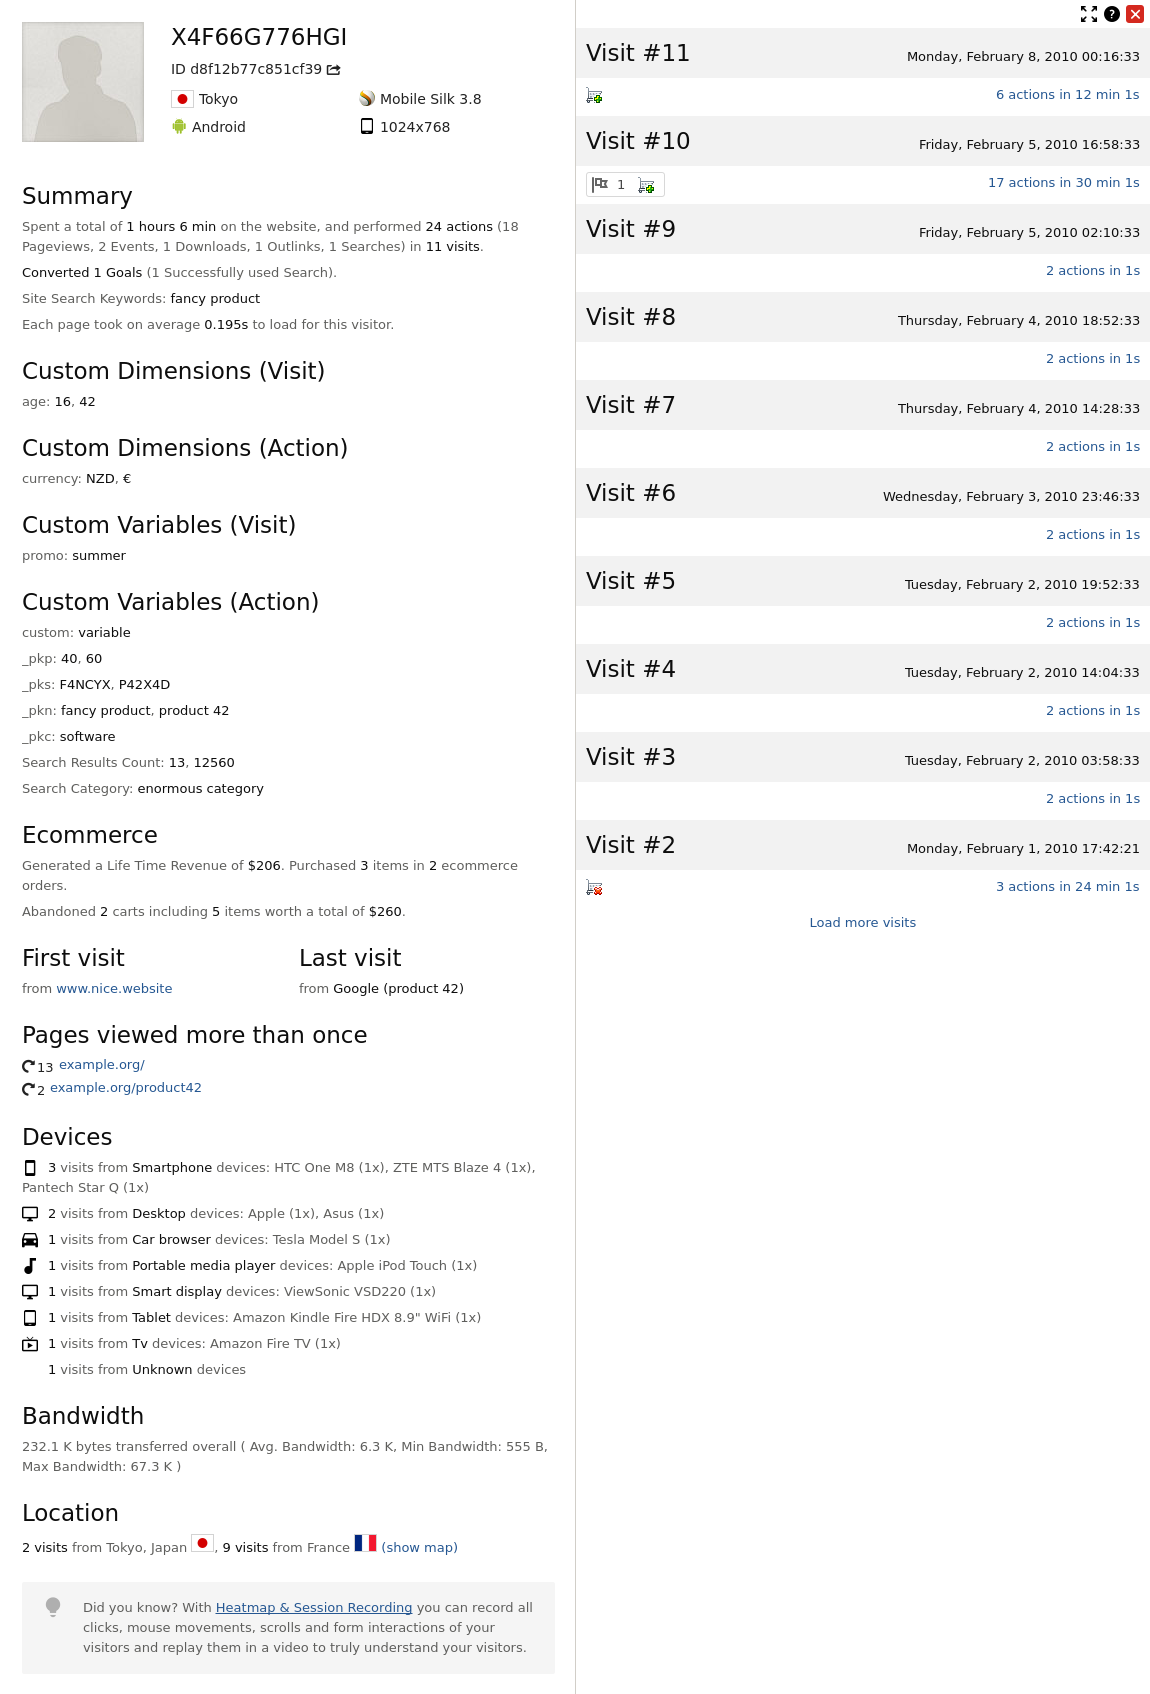 X4F66G776HGI
ID d8f12b77c851cf39
Tokyo
Mobile Silk 3.8
Android
1024x768
Summary
Spent a total of 1 hours 6 min on the website, and performed 24 actions (18
Pageviews, 2 Events, 1 Downloads, 1 Outlinks, 1 Searches) in 11 visits.
Converted 1 Goals (1 Successfully used Search).
Site Search Keywords: fancy product
Each page took on average 0.195s to load for this visitor.
Custom Dimensions (Visit)
age: 16, 42
Custom Dimensions (Action)
currency: NZD, €
Custom Variables (Visit)
promo: summer
Custom Variables (Action)
custom: variable
_pkp: 40, 60
_pks: F4NCYX, P42X4D
_pkn: fancy product, product 42
_pkc: software
Search Results Count: 13, 12560
Search Category: enormous category
Ecommerce
Generated a Life Time Revenue of $206. Purchased 3 items in 2 ecommerce
orders.
Abandoned 2 carts including 5 items worth a total of $260.
First visit
from www.nice.website
Last visit
from Google (product 42)
Pages viewed more than once
13 example.org/
2 example.org/product42
Devices
3 visits from Smartphone devices: HTC One M8 (1x), ZTE MTS Blaze 4 (1x),
Pantech Star Q (1x)
2 visits from Desktop devices: Apple (1x), Asus (1x)
1 visits from Car browser devices: Tesla Model S (1x)
1 visits from Portable media player devices: Apple iPod Touch (1x)
1 visits from Smart display devices: ViewSonic VSD220 (1x)
1 visits from Tablet devices: Amazon Kindle Fire HDX 8.9" WiFi (1x)
1 visits from Tv devices: Amazon Fire TV (1x)
1 visits from Unknown devices
Bandwidth
232.1 K bytes transferred overall ( Avg. Bandwidth: 6.3 K, Min Bandwidth: 555 B,
Max Bandwidth: 67.3 K )
Location
2 visits from Tokyo, Japan , 9 visits from France (show map)
Did you know? With Heatmap & Session Recording you can record all
clicks, mouse movements, scrolls and form interactions of your
visitors and replay them in a video to truly understand your visitors.
?
Visit #11
Monday, February 8, 2010 00:16:33
6 actions in 12 min 1s
Visit #10
Friday, February 5, 2010 16:58:33
1
17 actions in 30 min 1s
Visit #9
Friday, February 5, 2010 02:10:33
2 actions in 1s
Visit #8
Thursday, February 4, 2010 18:52:33
2 actions in 1s
Visit #7
Thursday, February 4, 2010 14:28:33
2 actions in 1s
Visit #6
Wednesday, February 3, 2010 23:46:33
2 actions in 1s
Visit #5
Tuesday, February 2, 2010 19:52:33
2 actions in 1s
Visit #4
Tuesday, February 2, 2010 14:04:33
2 actions in 1s
Visit #3
Tuesday, February 2, 2010 03:58:33
2 actions in 1s
Visit #2
Monday, February 1, 2010 17:42:21
3 actions in 24 min 1s
Load more visits